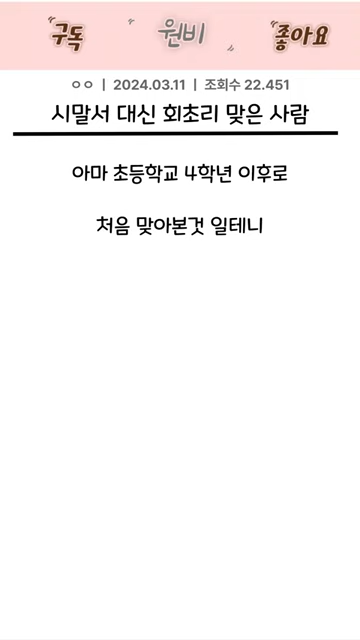 구독 원비 좋아요
ㅇㅇ | 2024.03.11 | 조회수 22.451
시말서 대신 회초리 맞은 사람
아마 초등학교 4학년 이후로
처음 맞아본것 일테니